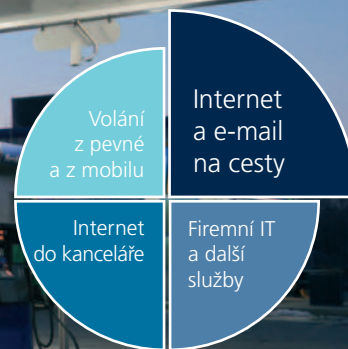 Volání
z pevné
a z mobilu
Internet
a e-mail
na cesty
Internet
do kanceláře
Firemní IT
a další
služby